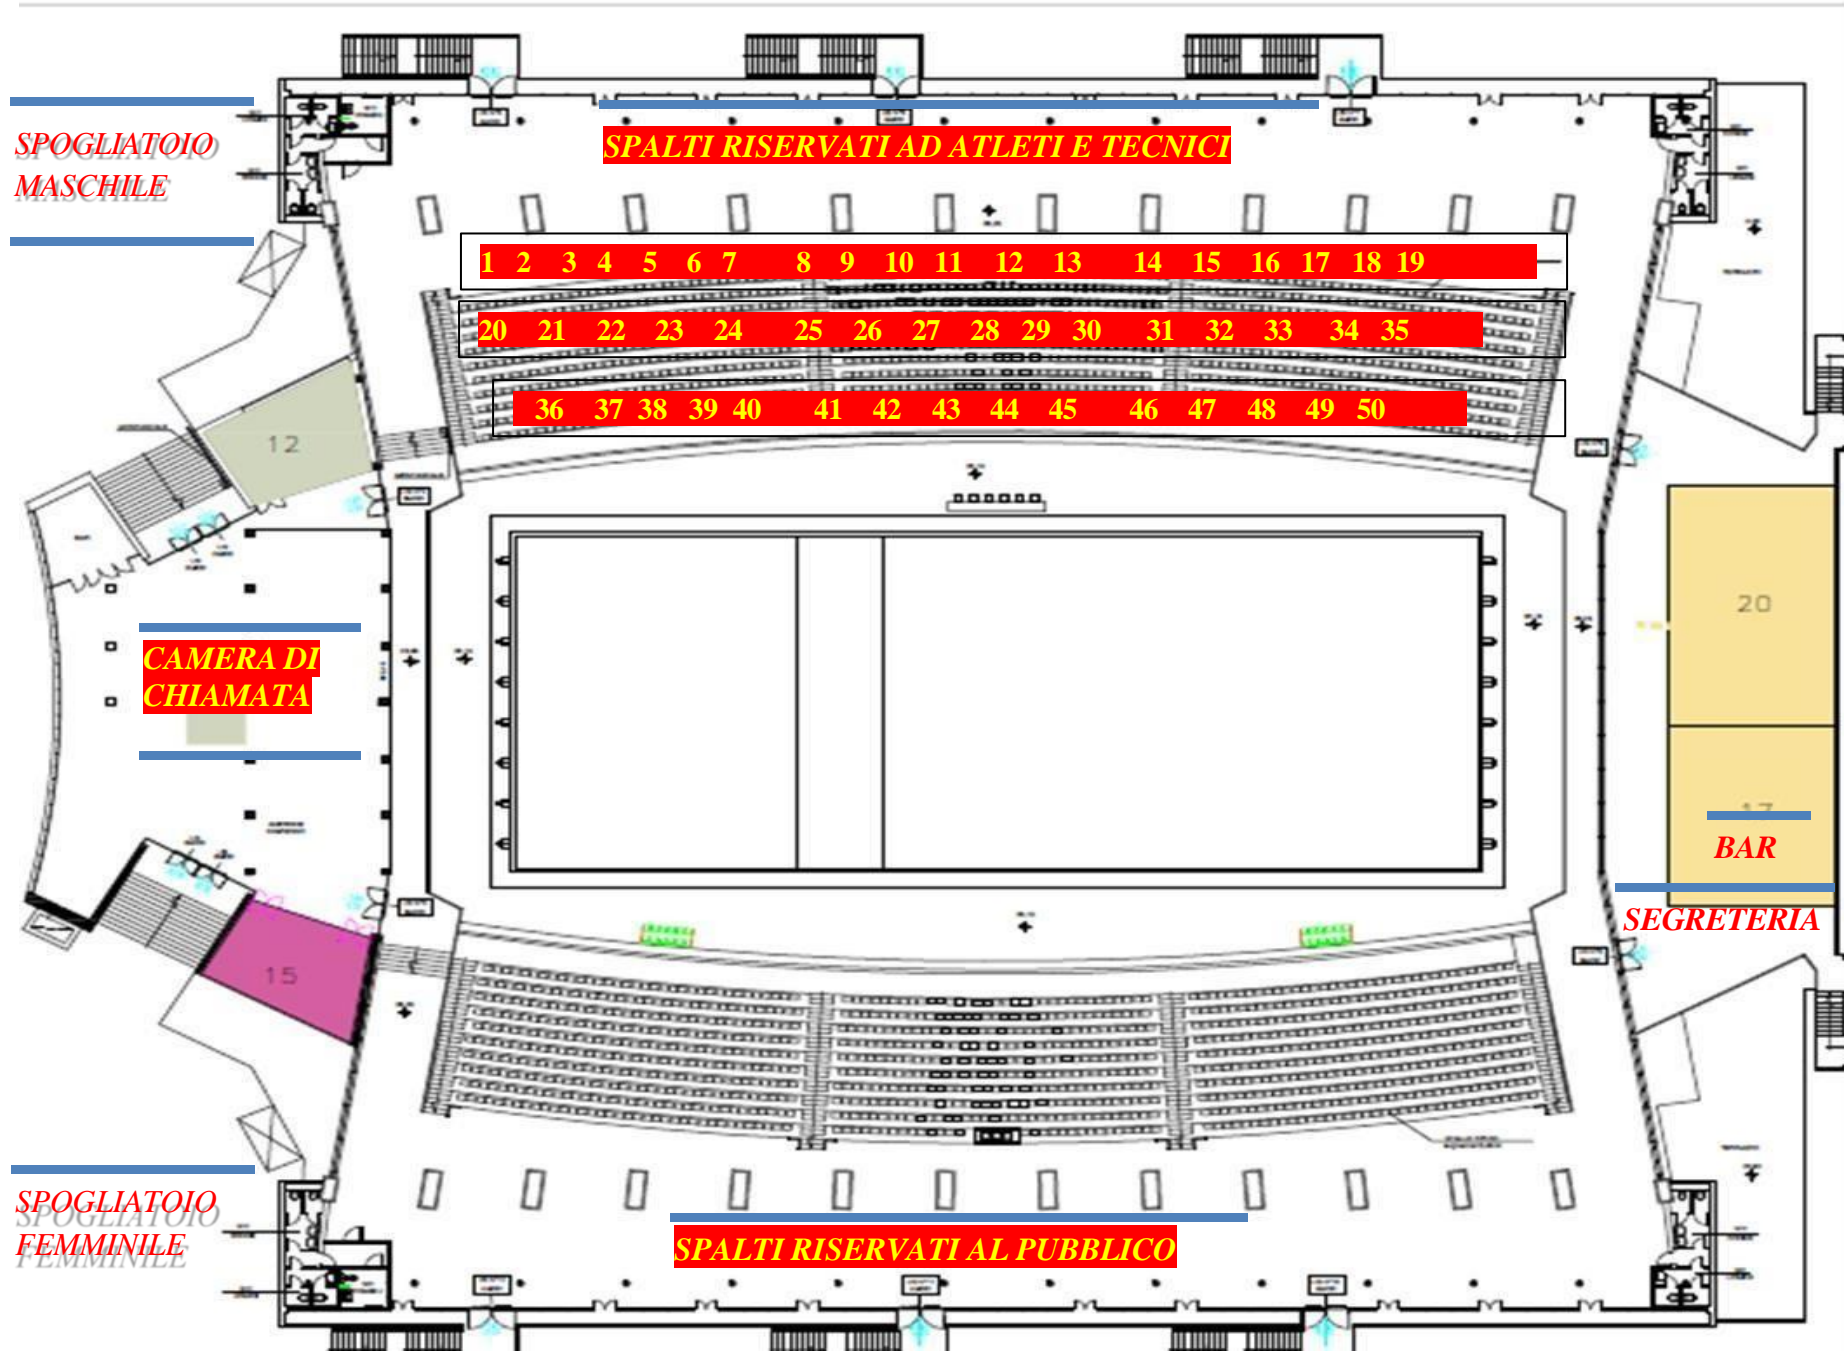 SPOGLIATOIO
MASCHILE
SPALTI RISERVATI AD ATLETI E TECNICI
1 2 3 4 5 6 7 8 9 10 11 12 13 14 15 16 17 18 19
20 21 22 23 24 25 26 27 28 29 30 31 32 33 34 35
36 37 38 39 40 41 42 43 44 45 46 47 48 49 50
12
20
CAMERA DI
CHIAMATA
17
BAR
SEGRETERIA
15
SPOGLIATOIO
FEMMINILE
SPALTI RISERVATI AL PUBBLICO